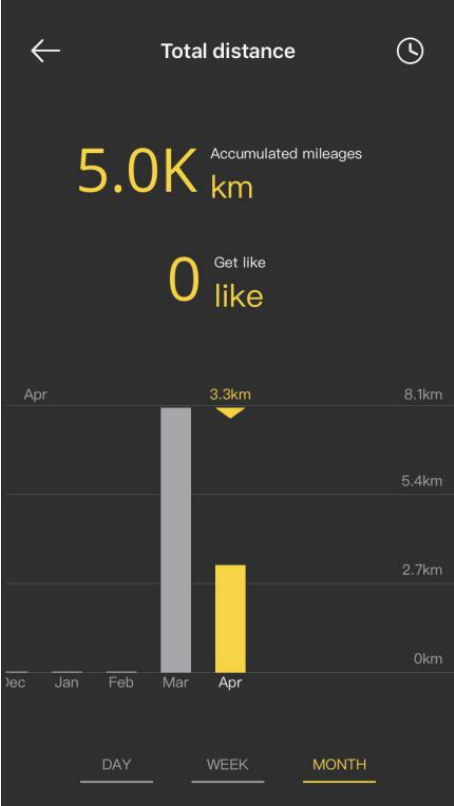 Total distance
5.0K Accumulated mileages
km
0 Get like
like
Apr 3.3km 8.1km
5.4km
2.7km
0km
Jan Feb Mar Apr
DAY WEEK MONTH